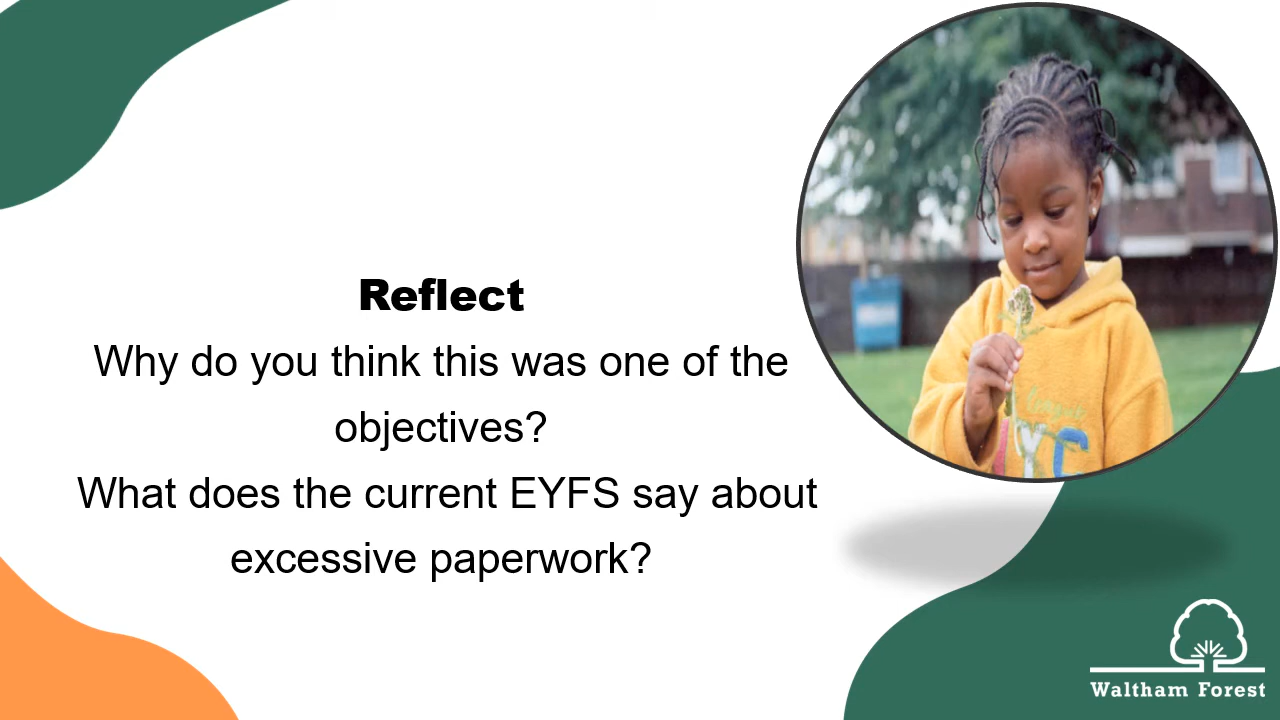 Reflect
Why do you think this was one of the
objectives?
What does the current EYFS say about
excessive paperwork?
Waltham Forest